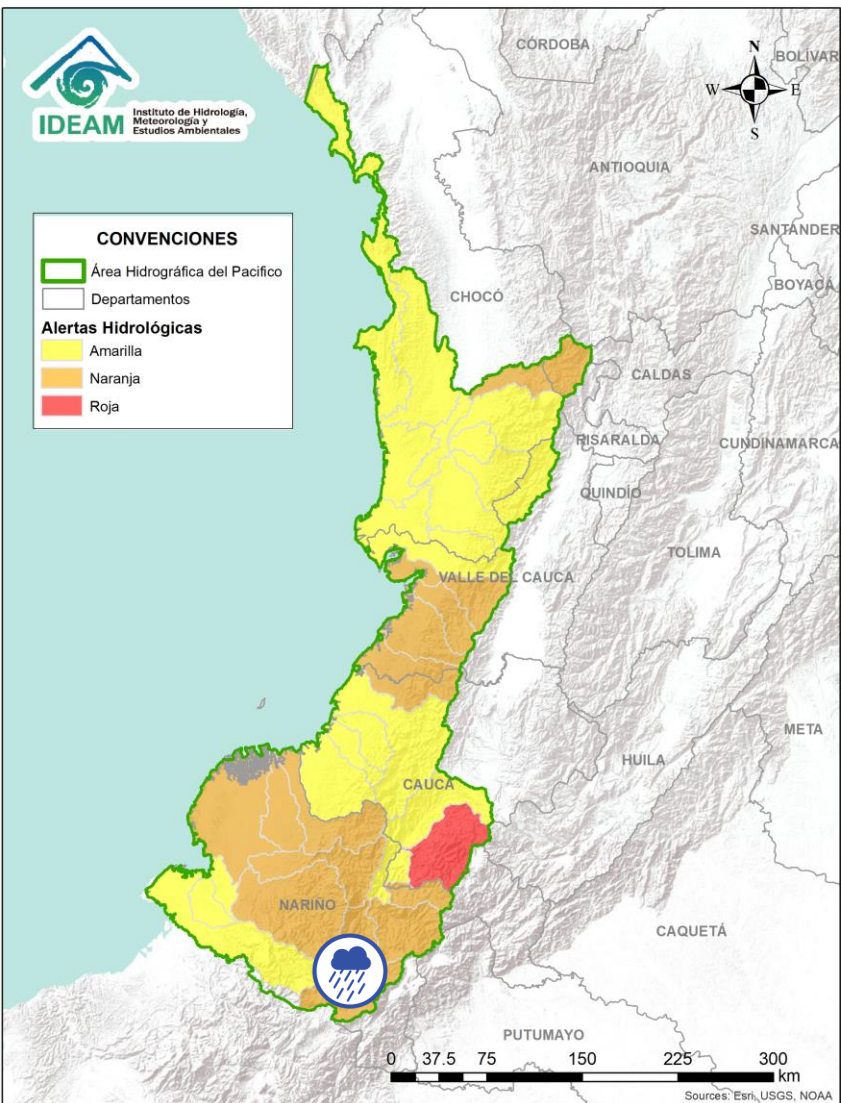 IDEAM
Instituto de Hidrología,
Meteorología y
Estudios Ambientales
CONVENCIONES
Área Hidrográfica del Pacifico
Departamentos
Alertas Hidrológicas
Amarilla
Naranja
Roja
N
W E
S
CÓRDOBA
BOLÍVAR
ANTIOQUIA
SANTANDER
BOYACÁ
CHOCÓ
CALDAS
RISARALDA
CUNDINAMARCA
QUINDÍO
TOLIMA
VALLE DEL CAUCA
META
HUILA
CAUCA
NARIÑO
CAQUETÁ
PUTUMAYO
0 37.5 75 150 225 300
km
Sources: Esri, USGS, NOAA